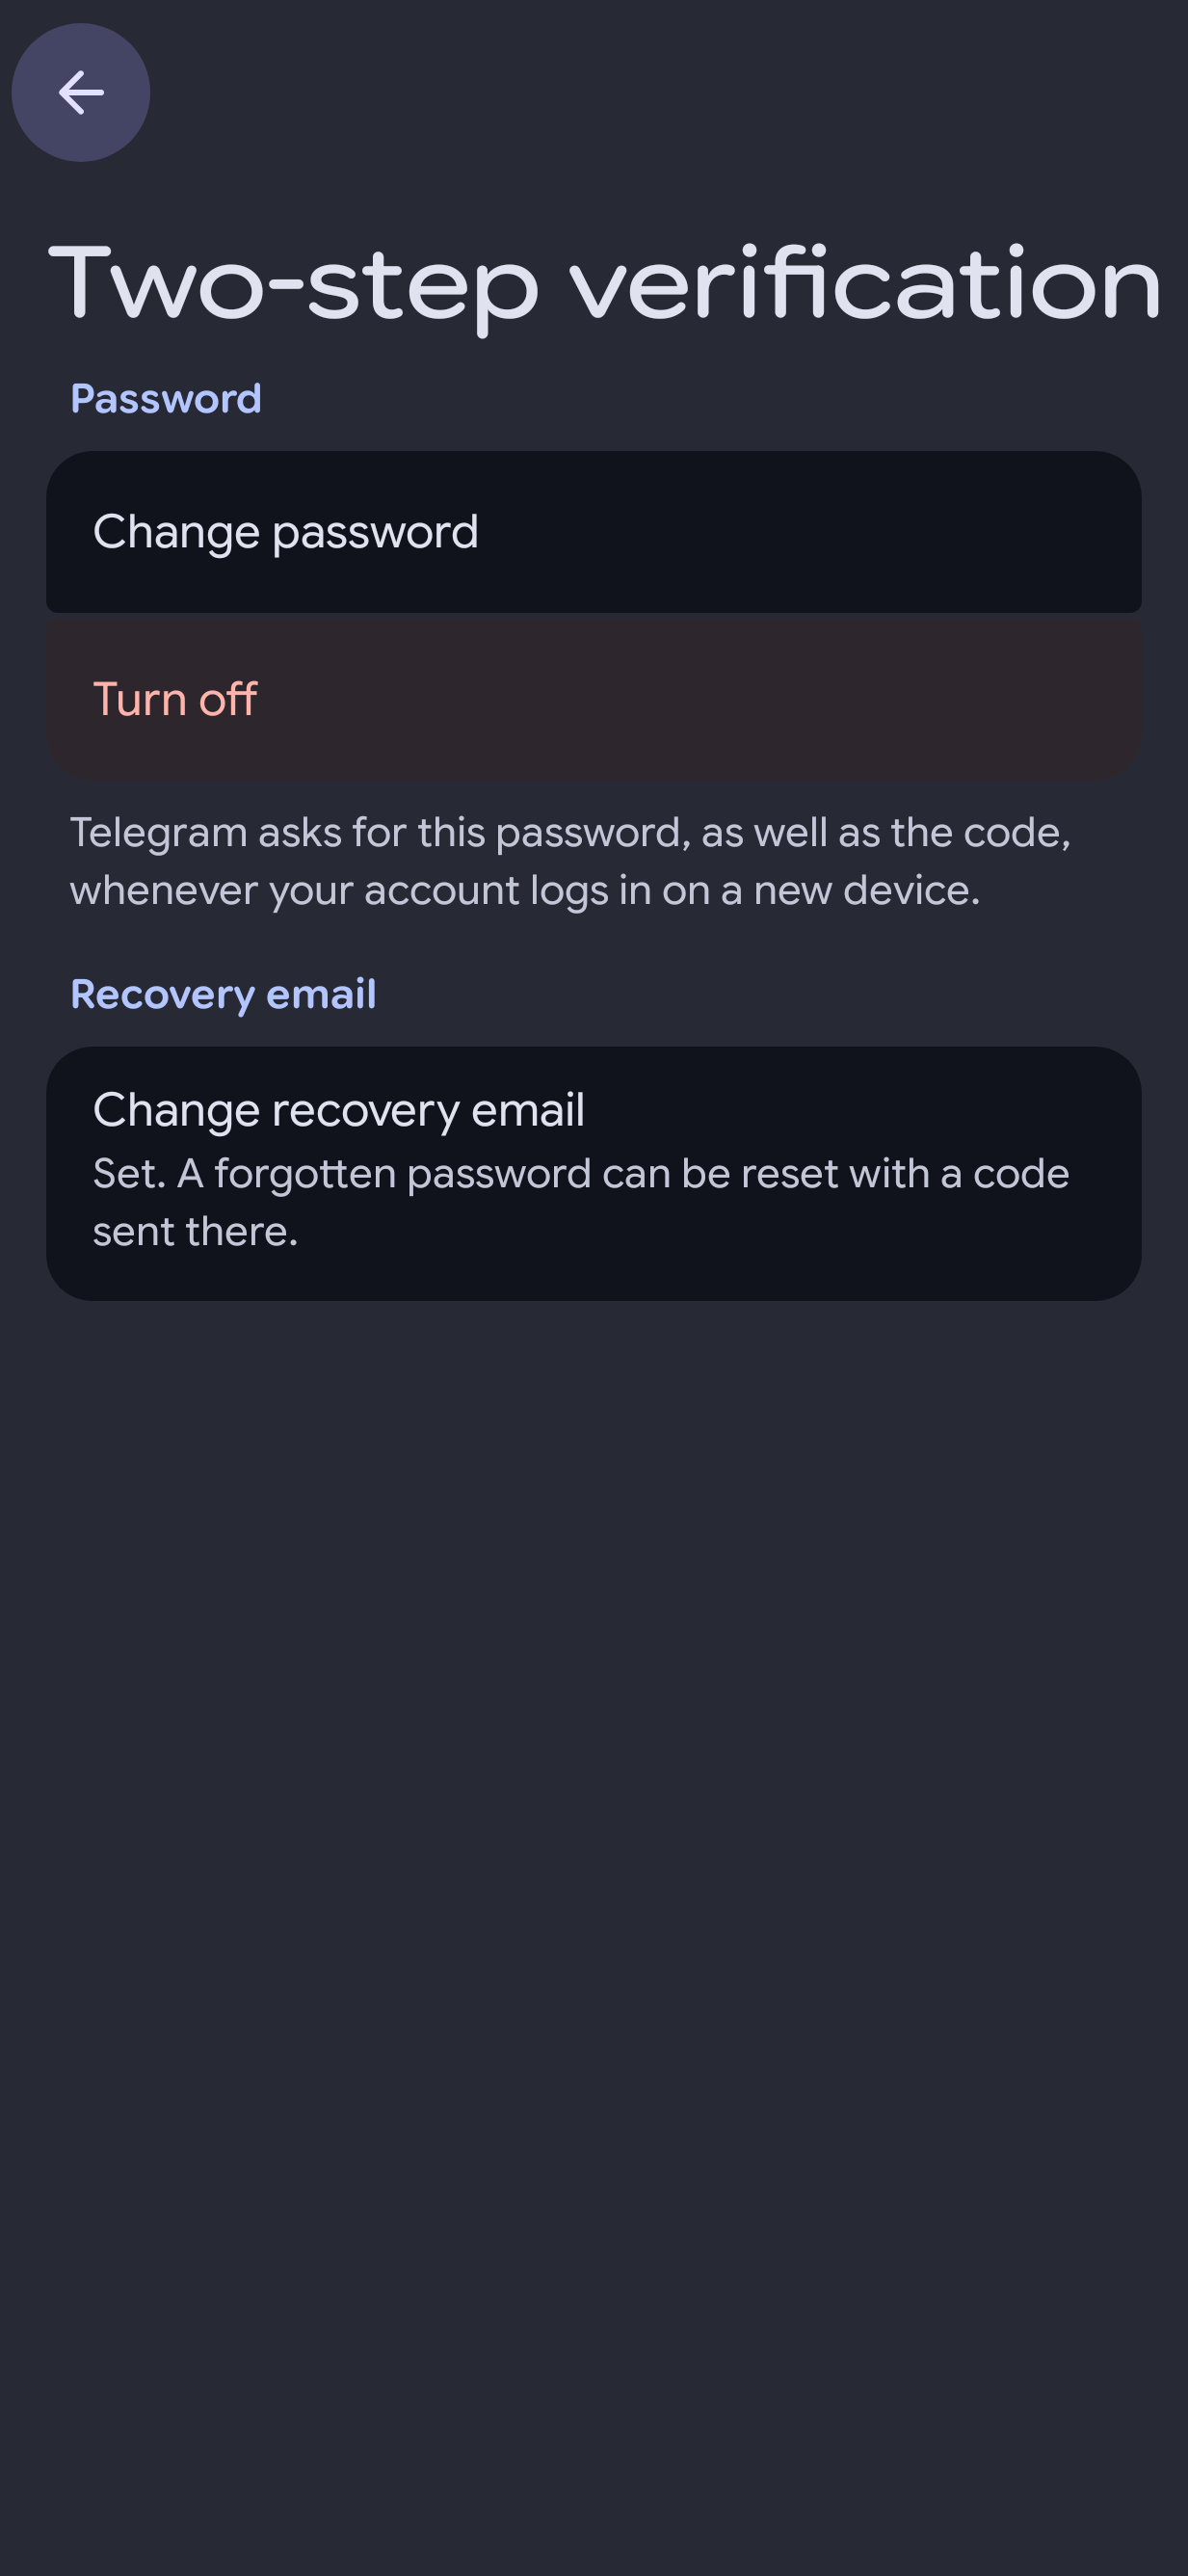 Two-step verification
Password
Change password
Turn off
Telegram asks for this password, as well as the code,
whenever your account logs in on a new device.
Recovery email
Change recovery email
Set. A forgotten password can be reset with a code
sent there.